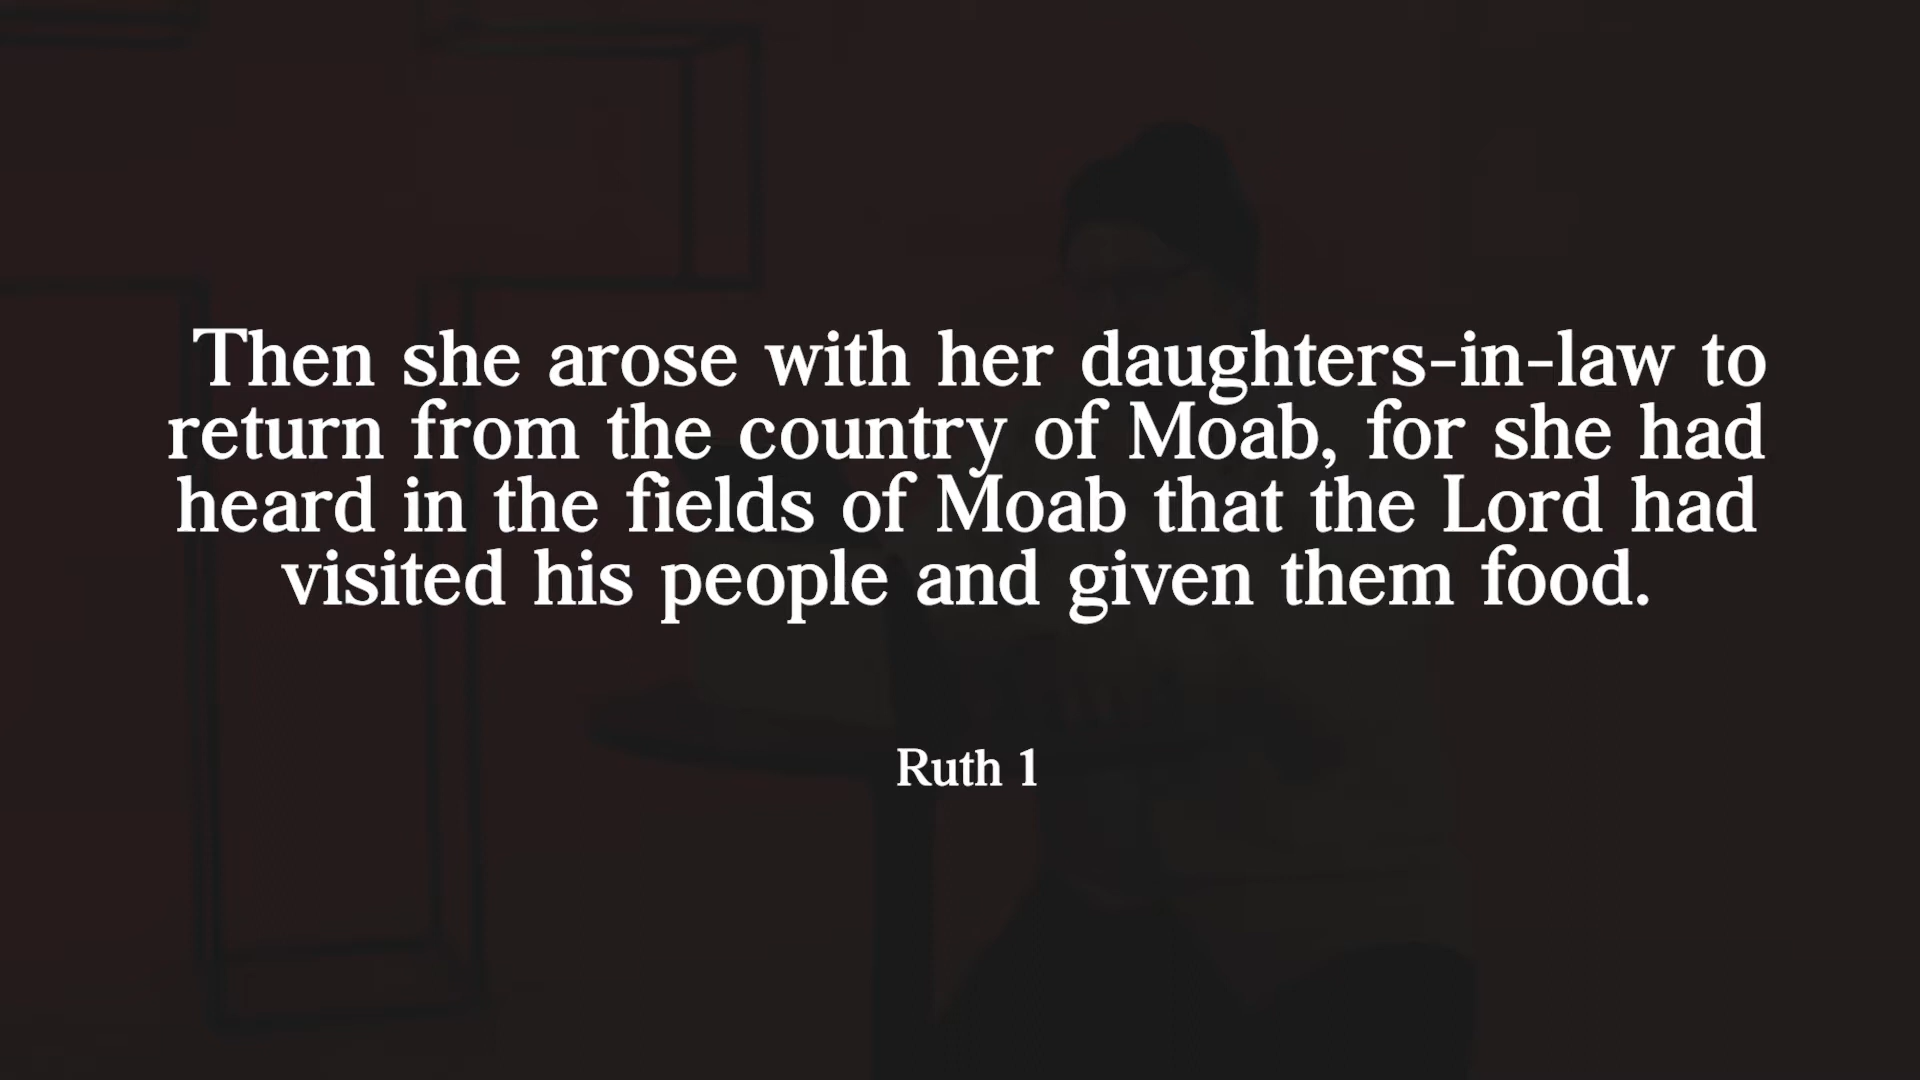 Then she arose with her daughters-in-law to
return from the country of Moab, for she had
heard in the fields of Moab that the Lord had
visited his people and given them food.
Ruth 1